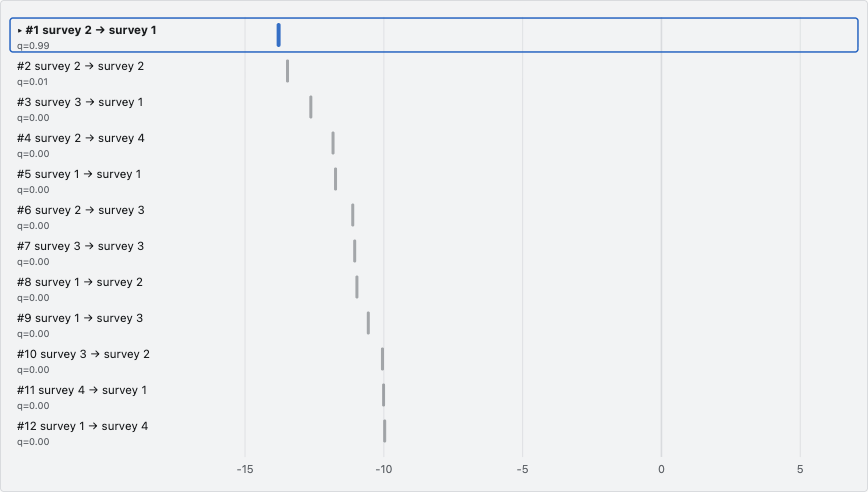 ▸ #1 survey 2 → survey 1
q=0.99
#2 survey 2 → survey 2
q=0.01
#3 survey 3 → survey 1
q=0.00
#4 survey 2 → survey 4
q=0.00
#5 survey 1 → survey 1
q=0.00
#6 survey 2 → survey 3
q=0.00
#7 survey 3 → survey 3
q=0.00
#8 survey 1 → survey 2
q=0.00
#9 survey 1 → survey 3
q=0.00
#10 survey 3 → survey 2
q=0.00
#11 survey 4 → survey 1
q=0.00
#12 survey 1 → survey 4
q=0.00
-15 -10 -5 0 5